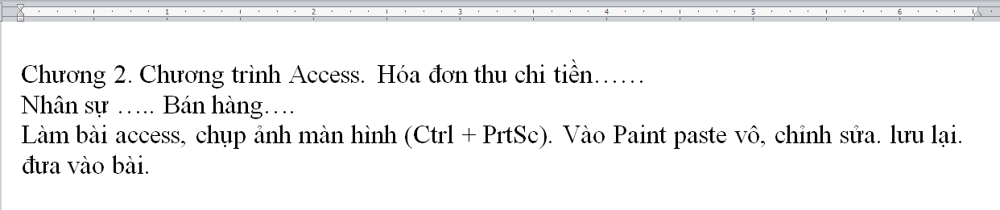 1 2 3 4 5 6
Chương 2. Chương trình Access. Hóa đơn thu chi tiền……
Nhân sự ….. Bán hàng….
Làm bài access, chụp ảnh màn hình (Ctrl + PrtSc). Vào Paint paste vô, chỉnh sửa. lưu lại.
đưa vào bài.